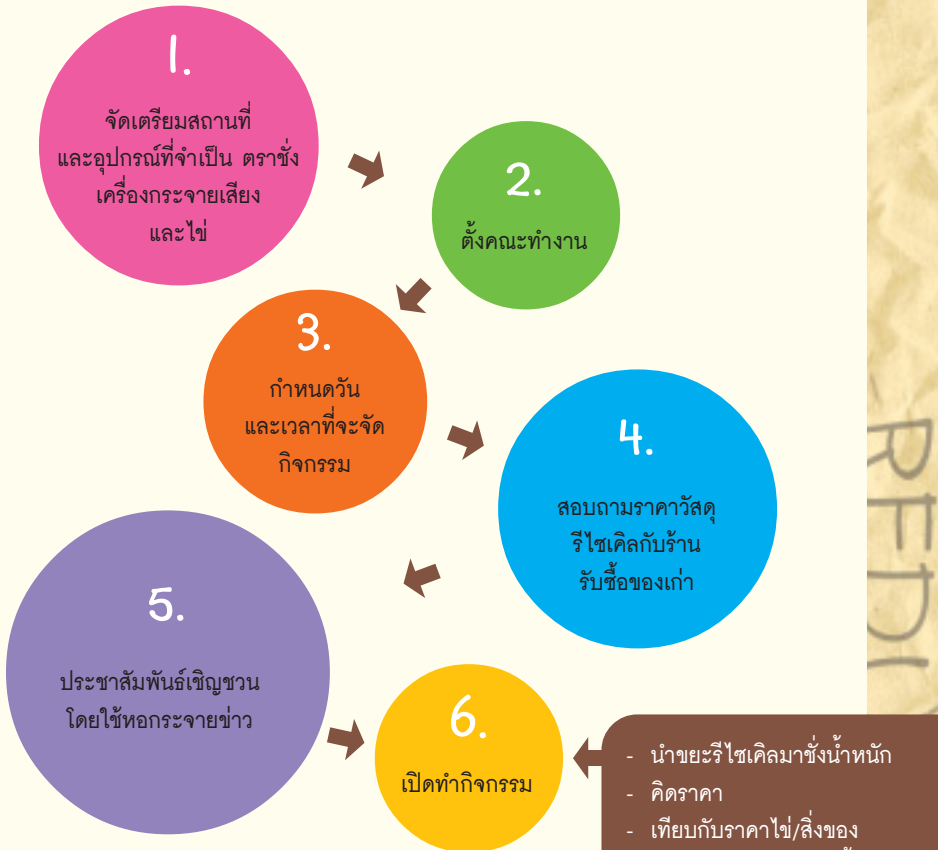 1.
จัดเตรียมสถานที่
และอุปกรณ์ที่จำเป็น ตราชั่ง
เครื่องกระจายเสียง
และไข่
2.
ตั้งคณะทำงาน
3.
กำหนดวัน
และเวลาที่จะจัด
กิจกรรม
4.
สอบถามราคาวัสดุ
รีไซเคิลกับร้าน
รับซื้อของเก่า
5.
ประชาสัมพันธ์เชิญชวน
โดยใช้หอกระจายข่าว
6.
เปิดทำกิจกรรม
- นำขยะรีไซเคิลมาชั่งน้ำหนัก
- คิดราคา
- เทียบกับราคาไข่/สิ่งของ